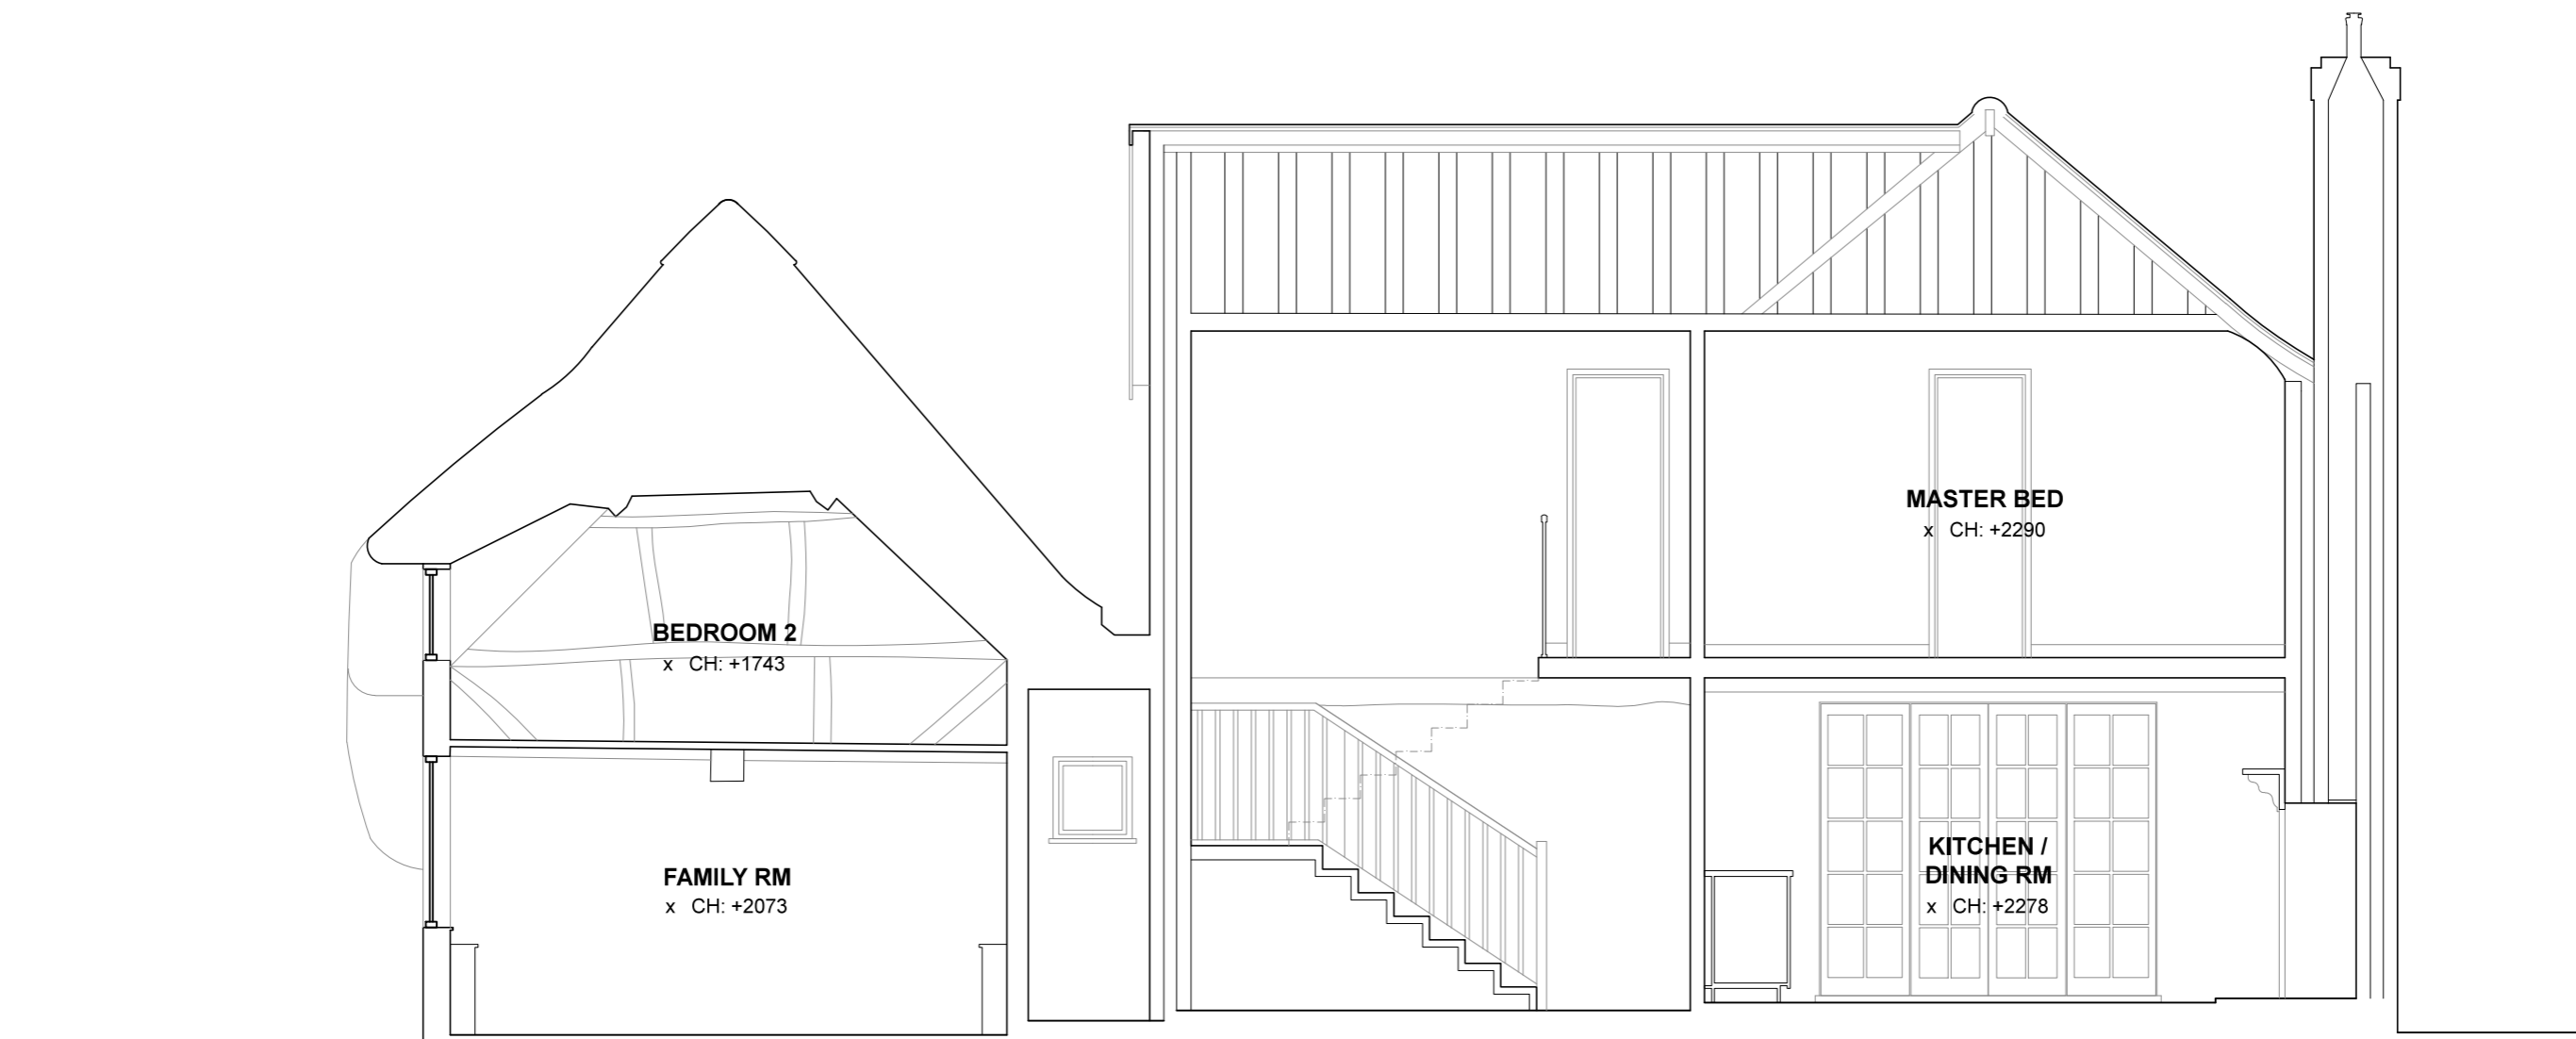 MASTER BED
x CH: +2290
BEDROOM 2
x CH: +1743
KITCHEN /
DINING RM
x CH: +2278
FAMILY RM
x CH: +2073